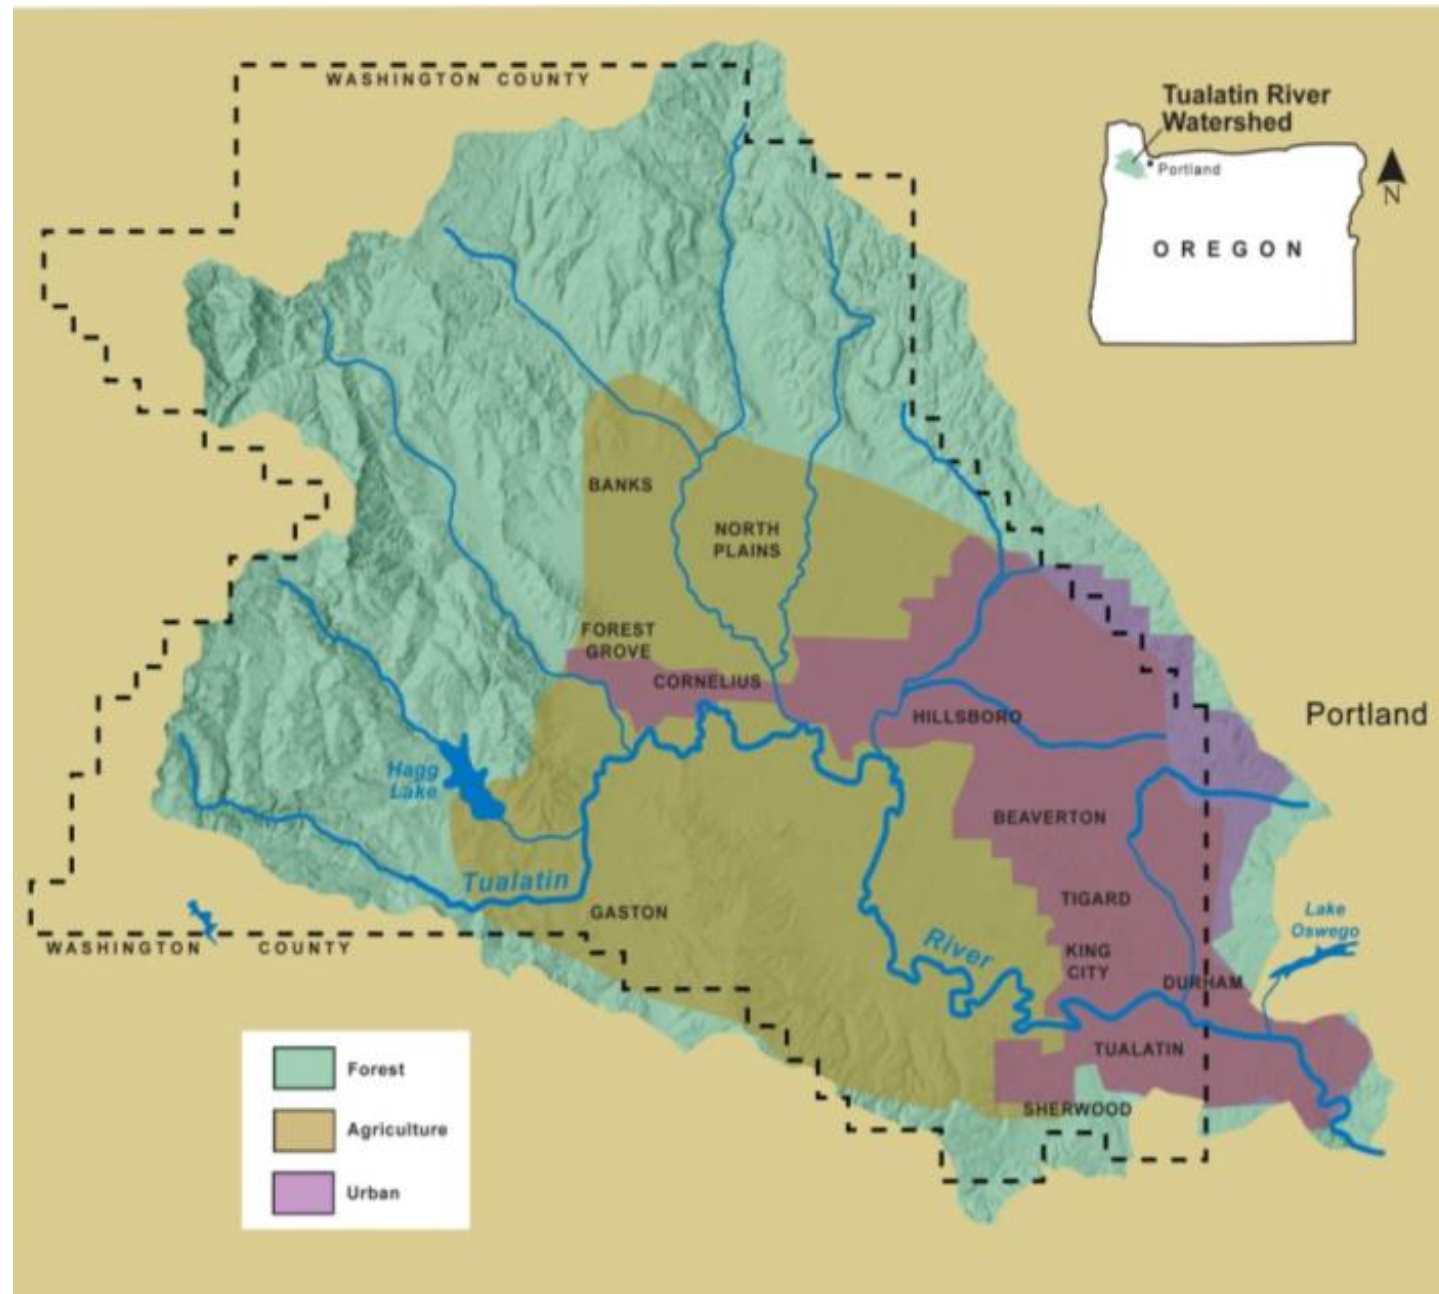 WASHINGTON COUNTY
Tualatin River
Watershed
Portland
N
OREGON
BANKS
NORTH
PLAINS
FOREST
GROVE
CORNELIUS
HILLSBORO
Portland
Hagg
Lake
BEAVERTON
Tualatin
GASTON
TIGARD
River
KING
CITY
Lake
Oswego
WASHINGTON COUNTY
DURHAM
TUALATIN
SHERWOOD
Forest
Agriculture
Urban